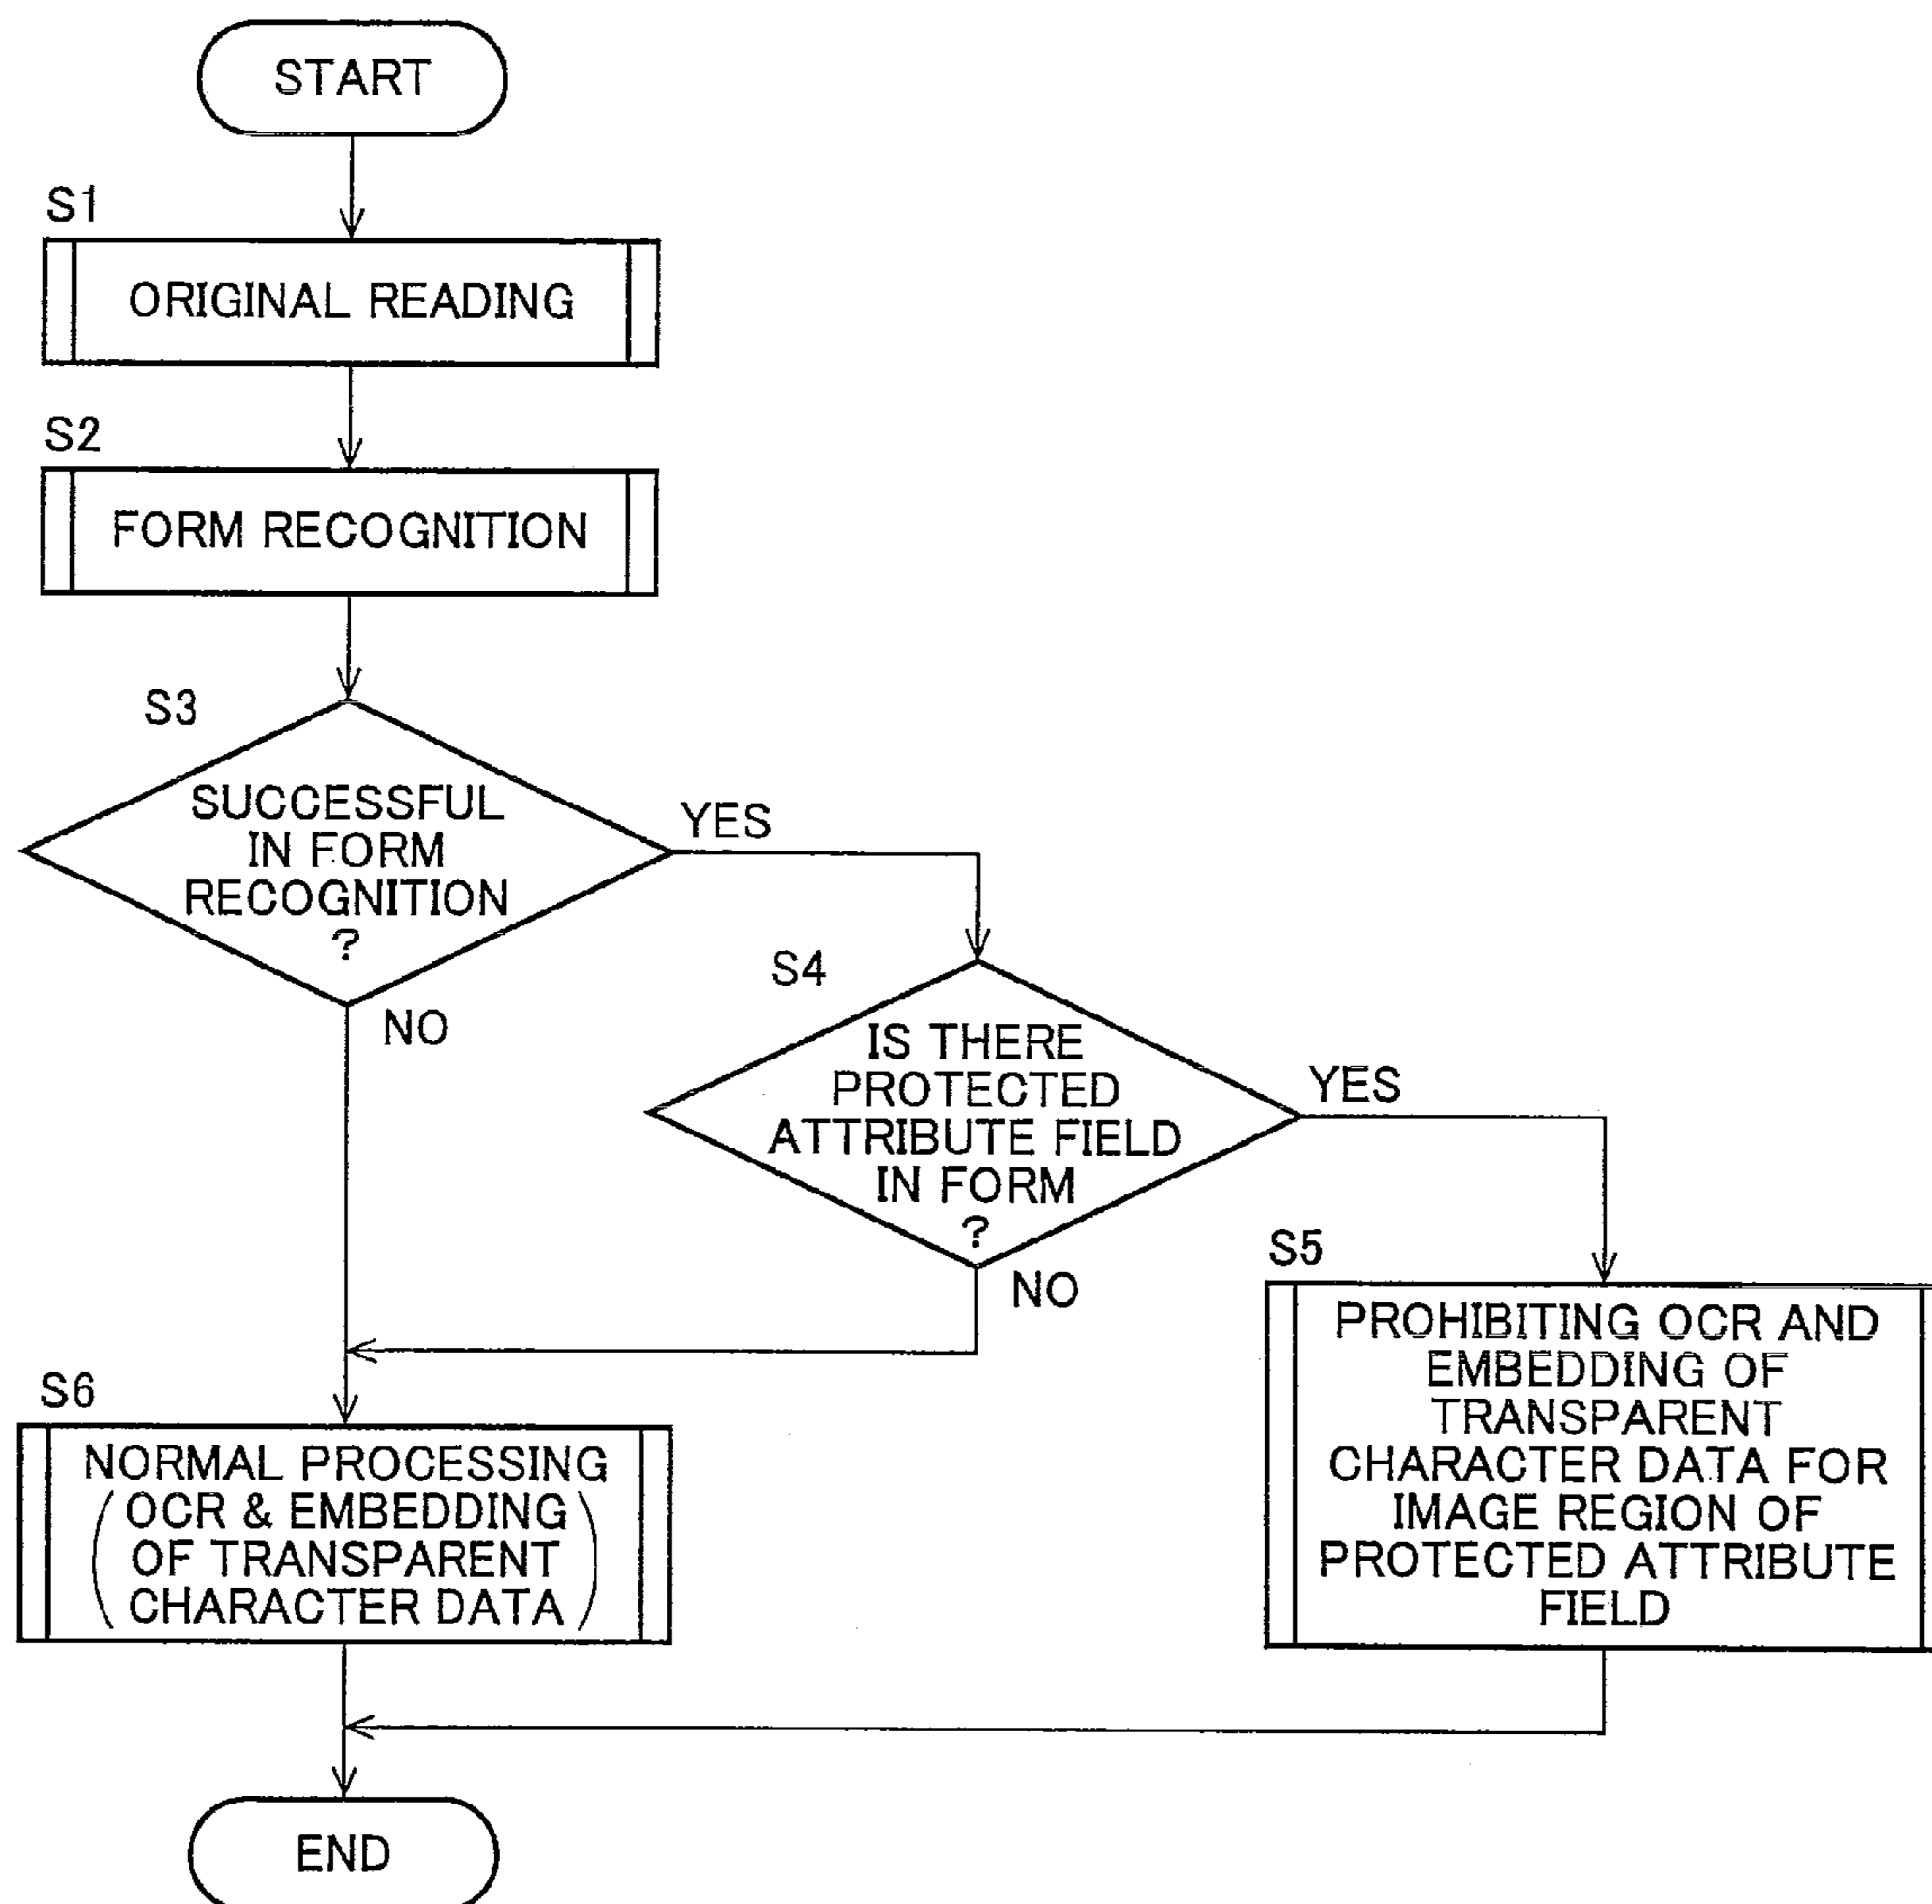 START
S1
ORIGINAL READING
S2
FORM RECOGNITION
S3
SUCCESSFUL
IN FORM
RECOGNITION
?
YES
NO
S4
IS THERE
PROTECTED
ATTRIBUTE FIELD
IN FORM
?
YES
NO
S5
PROHIBITING OCR AND
EMBEDDING OF
TRANSPARENT
CHARACTER DATA FOR
IMAGE REGION OF
PROTECTED ATTRIBUTE
FIELD
S6
NORMAL PROCESSING
(OCR & EMBEDDING
OF TRANSPARENT
CHARACTER DATA)
END